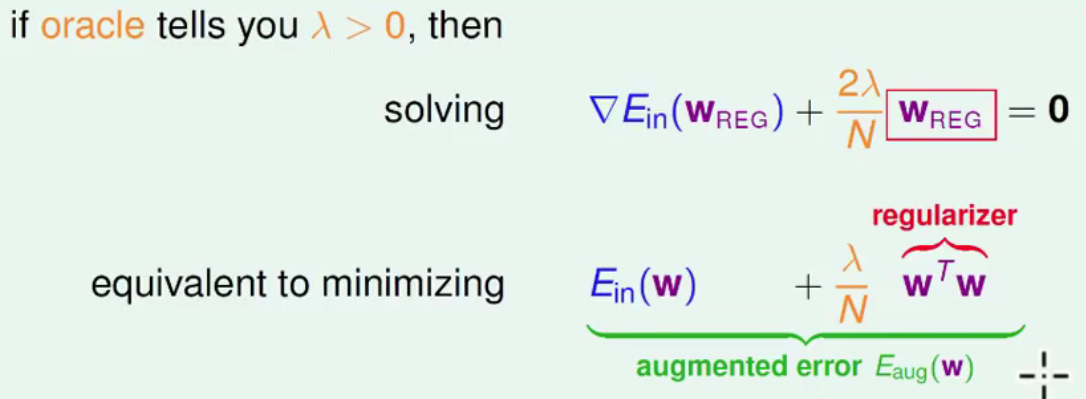 if oracle tells you λ > 0, then
solving ∇E_in(w_REG) + 2λ/N w_REG = 0
regularizer
equivalent to minimizing E_in(w) + λ/N w^T w
augmented error E_aug(w)